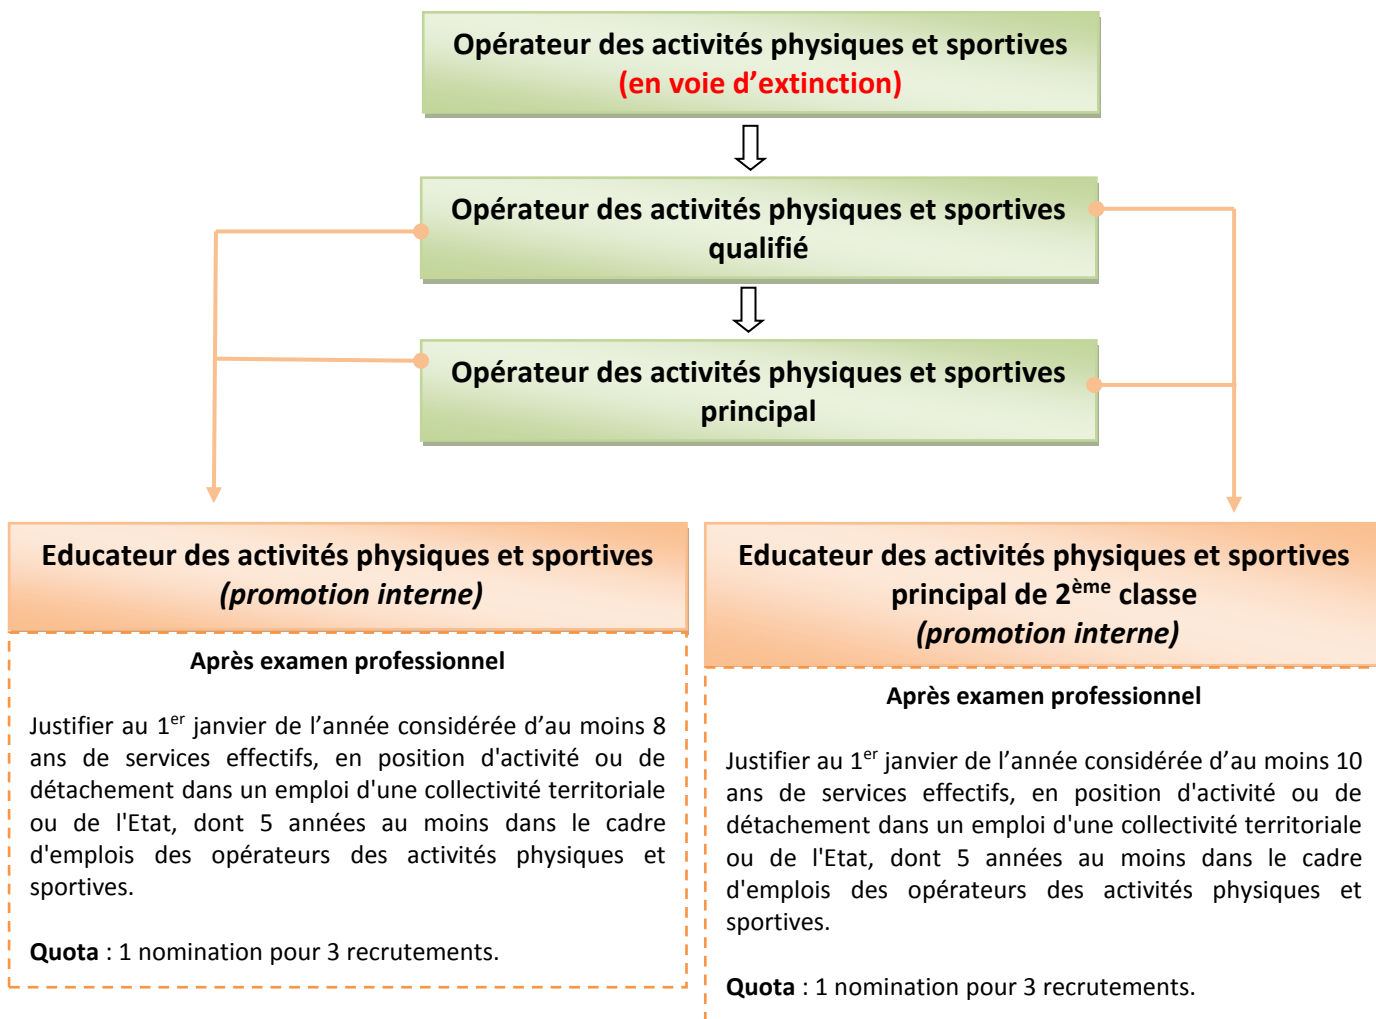 Opérateur des activités physiques et sportives
(en voie d’extinction)
Opérateur des activités physiques et sportives
qualifié
Opérateur des activités physiques et sportives
principal
Educateur des activités physiques et sportives
(promotion interne)
Après examen professionnel
Justifier au 1er janvier de l’année considérée d’au moins 8
ans de services effectifs, en position d'activité ou de
détachement dans un emploi d'une collectivité territoriale
ou de l'Etat, dont 5 années au moins dans le cadre
d'emplois des opérateurs des activités physiques et
sportives.
Quota : 1 nomination pour 3 recrutements.
Educateur des activités physiques et sportives
principal de 2ème classe
(promotion interne)
Après examen professionnel
Justifier au 1er janvier de l’année considérée d’au moins 10
ans de services effectifs, en position d'activité ou de
détachement dans un emploi d'une collectivité territoriale
ou de l'Etat, dont 5 années au moins dans le cadre
d'emplois des opérateurs des activités physiques et
sportives.
Quota : 1 nomination pour 3 recrutements.